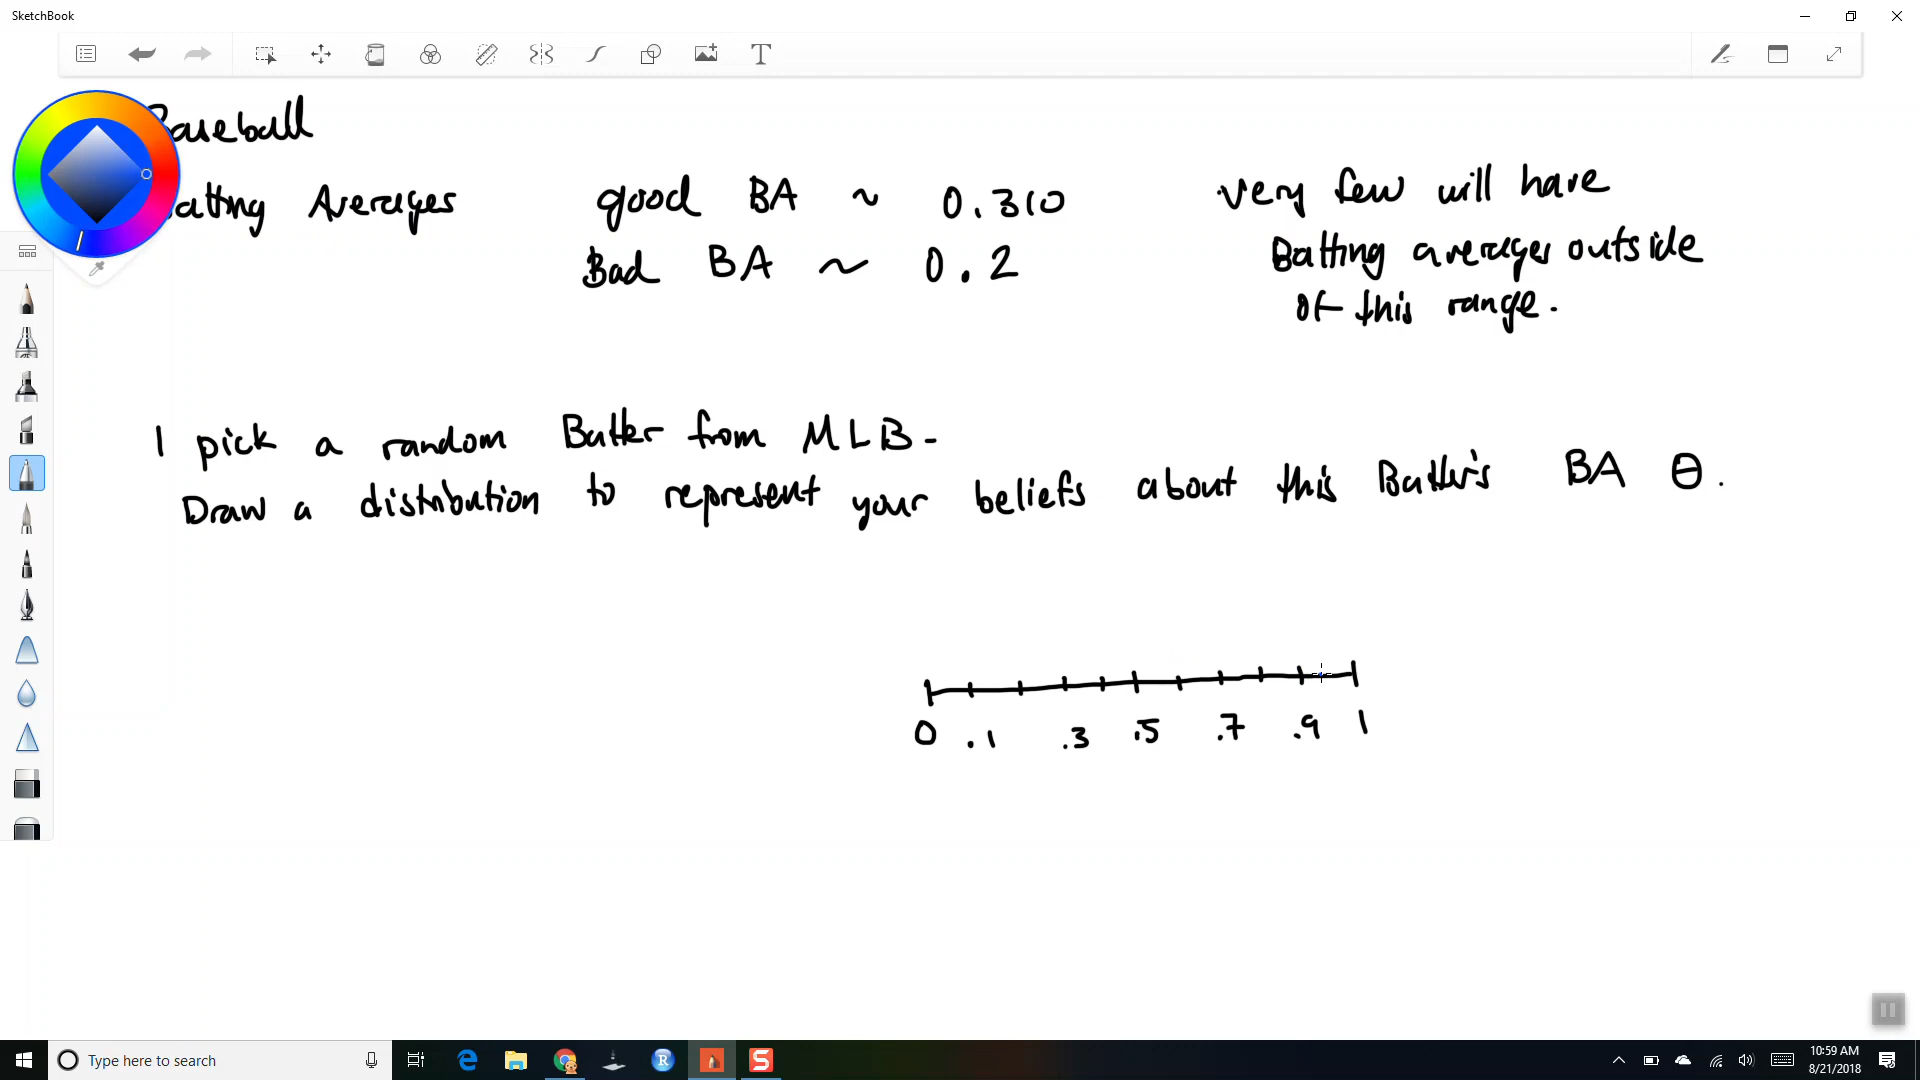 SketchBook
Baseball
Batting Averages good BA ~ 0.310 very few will have
Bad BA ~ 0.2 Batting averages outside
of this range.
I pick a random Batter from MLB.
Draw a distribution to represent your beliefs about this Batter's BA θ.
0 .1 .3 .5 .7 .9 1
Type here to search
10:59 AM
8/21/2018